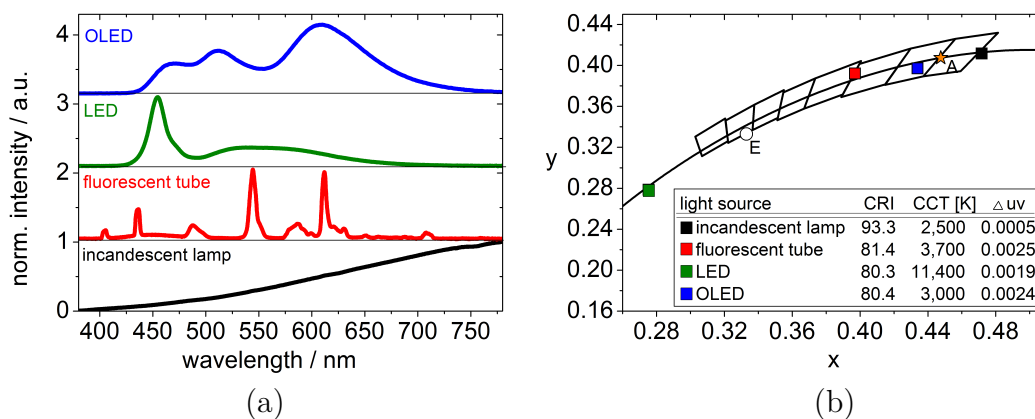 OLED
LED
fluorescent tube
incandescent lamp
norm. intensity / a.u.
4
3
2
1
0
400 450 500 550 600 650 700 750
wavelength / nm
(a)
y
0.40
0.36
0.32
0.28
0.24
0.20
0.16
A
E
light source CRI CCT [K] △ uv
incandescent lamp 93.3 2,500 0.0005
fluorescent tube 81.4 3,700 0.0025
LED 80.3 11,400 0.0019
OLED 80.4 3,000 0.0024
0.28 0.32 0.36 0.40 0.44 0.48
x
(b)